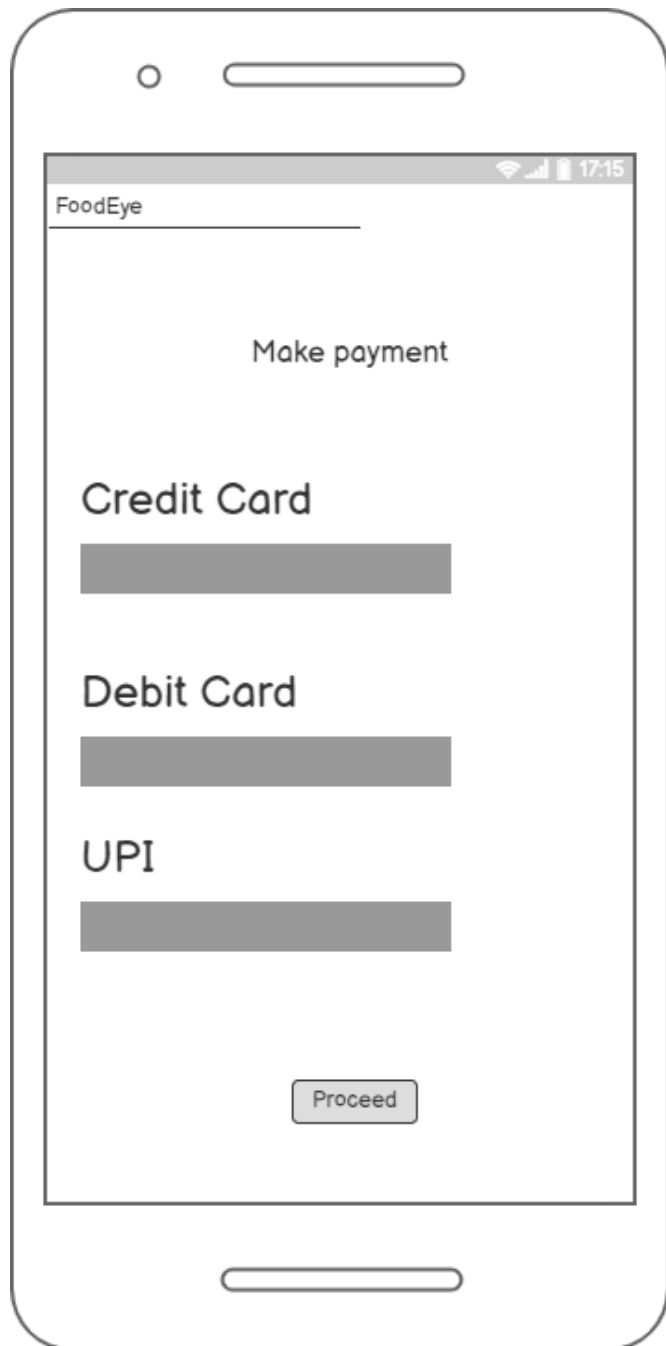 17:15
FoodEye
Make payment
Credit Card
Debit Card
UPI
Proceed